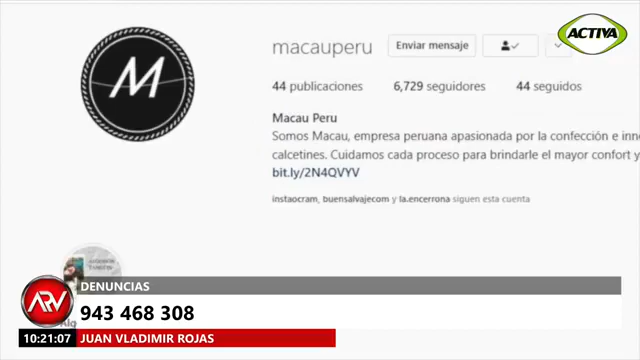 ACTIVA
M
macauperu
Enviar mensaje
44 publicaciones 6,729 seguidores 44 seguidos
Macau Peru
Somos Macau, empresa peruana apasionada por la confección e
calcetines. Cuidamos cada proceso para brindarle el mayor confort y
bit.ly/2N4QVYV
instaocram, buensalvajecom y la.encerrona siguen esta cuenta
DENUNCIAS
ARV
943 468 308
10:21:07 JUAN VLADIMIR ROJAS